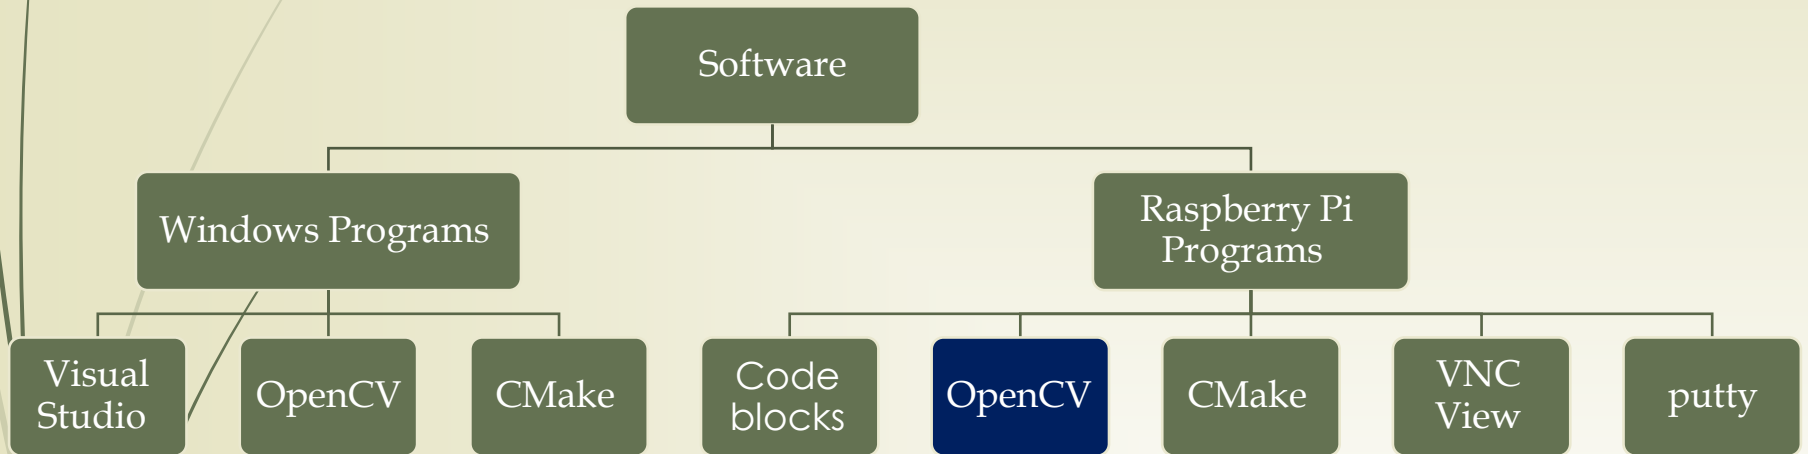 Software
Windows Programs
Raspberry Pi
Programs
Visual
Studio
OpenCV
CMake
Code
blocks
OpenCV
CMake
VNC
View
putty